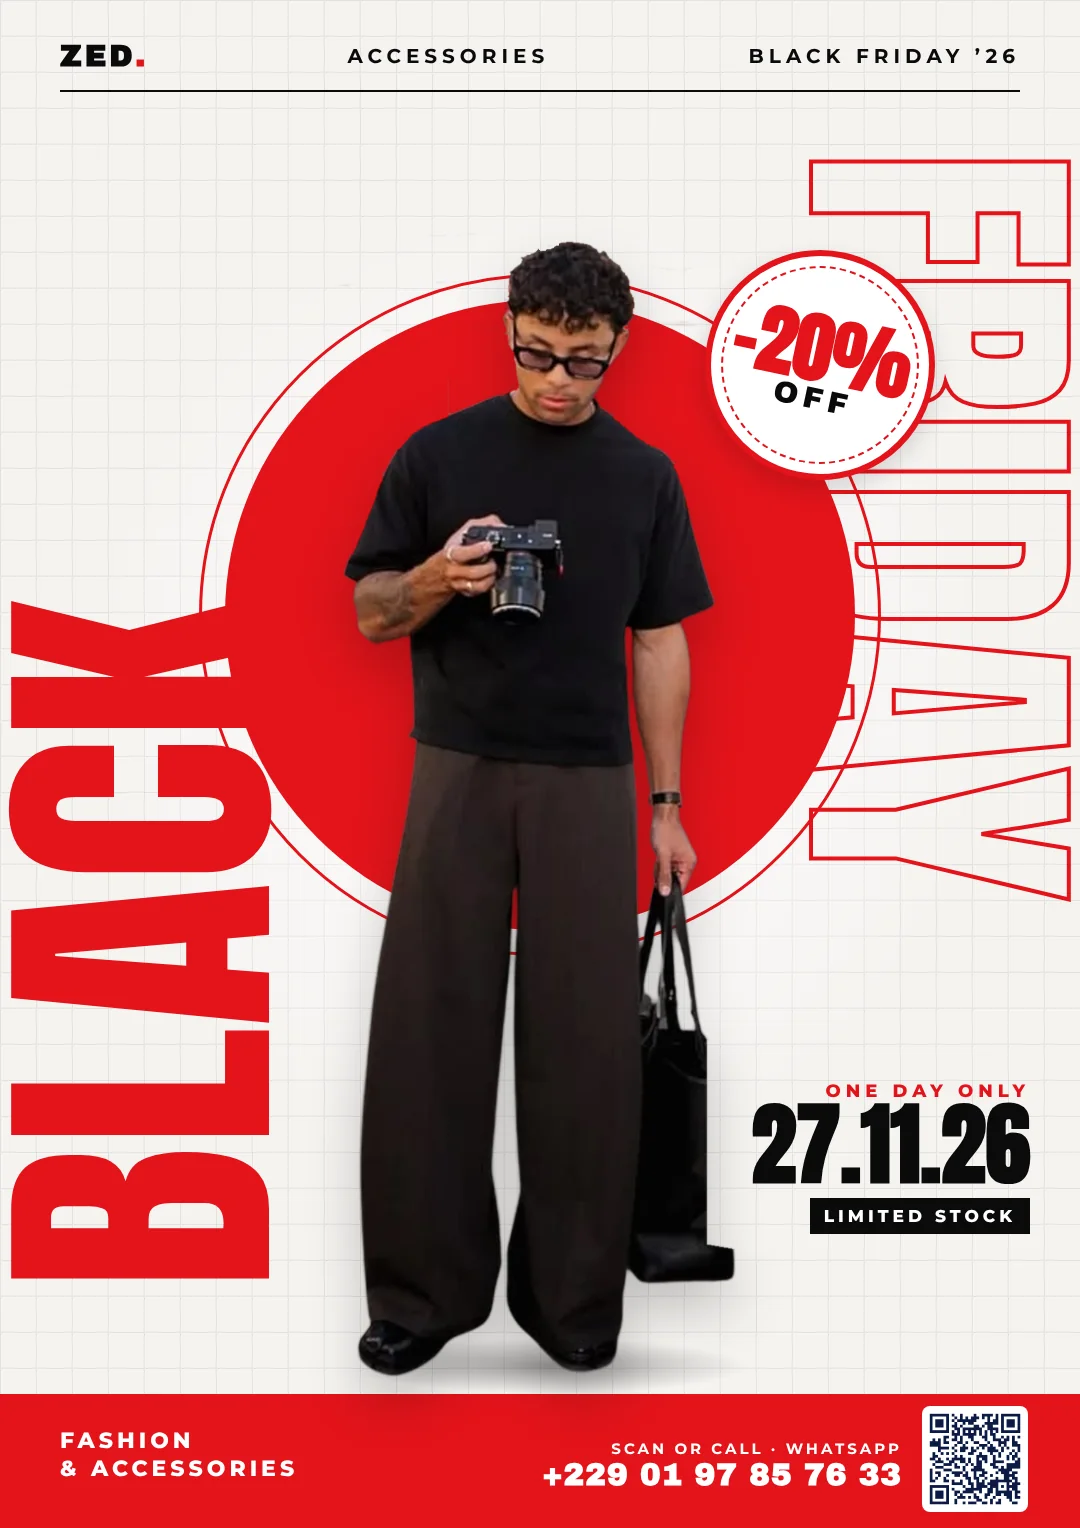 ZED.
ACCESSORIES
BLACK FRIDAY ’26
BLACK
FRIDAY
-20%
OFF
ONE DAY ONLY
27.11.26
LIMITED STOCK
FASHION
& ACCESSORIES
SCAN OR CALL · WHATSAPP
+229 01 97 85 76 33